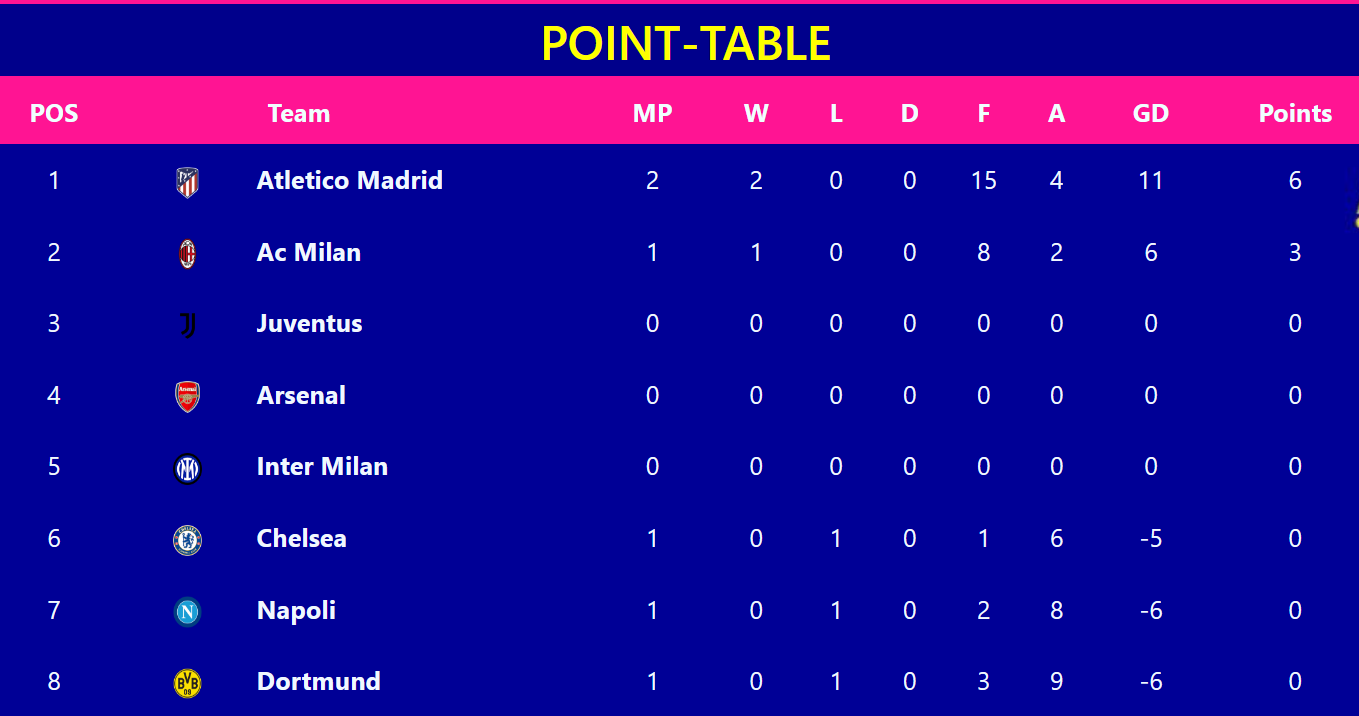 POINT-TABLE
POS Team MP W L D F A GD Points
1 Atletico Madrid 2 2 0 0 15 4 11 6
2 Ac Milan 1 1 0 0 8 2 6 3
3 Juventus 0 0 0 0 0 0 0 0
4 Arsenal 0 0 0 0 0 0 0 0
5 Inter Milan 0 0 0 0 0 0 0 0
6 Chelsea 1 0 1 0 1 6 -5 0
7 Napoli 1 0 1 0 2 8 -6 0
8 Dortmund 1 0 1 0 3 9 -6 0